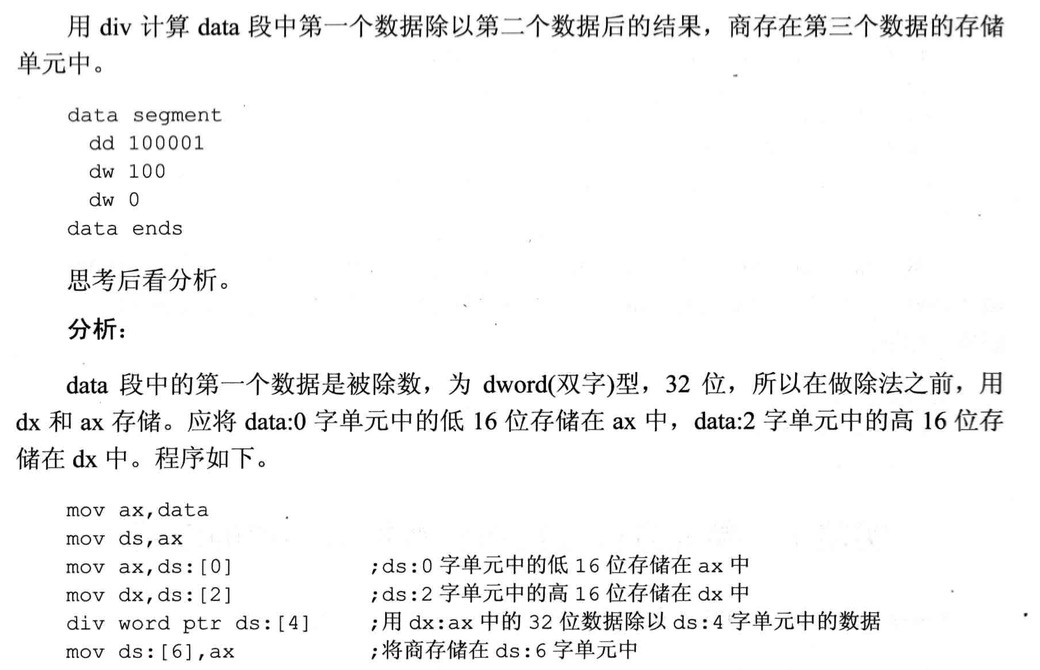 用 div 计算 data 段中第一个数据除以第二个数据后的结果，商存在第三个数据的存储
单元中。
data segment
dd 100001
dw 100
dw 0
data ends
思考后看分析。
分析：
data 段中的第一个数据是被除数，为 dword(双字)型，32 位，所以在做除法之前，用
dx 和 ax 存储。应将 data:0 字单元中的低 16 位存储在 ax 中，data:2 字单元中的高 16 位存
储在 dx 中。程序如下。
mov ax,data
mov ds,ax
mov ax,ds:[0] ;ds:0 字单元中的低 16 位存储在 ax 中
mov dx,ds:[2] ;ds:2 字单元中的高 16 位存储在 dx 中
div word ptr ds:[4] ;用 dx:ax 中的 32 位数据除以 ds:4 字单元中的数据
mov ds:[6],ax ;将商存储在 ds:6 字单元中